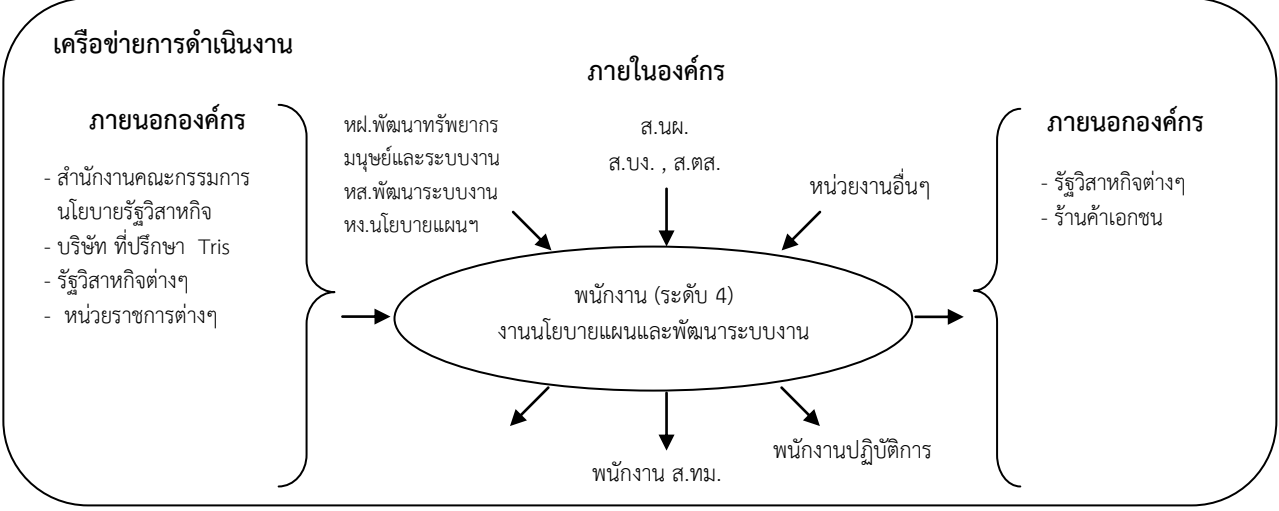 เครือข่ายการดำเนินงาน
ภายนอกองค์กร
- สำนักงานคณะกรรมการ
นโยบายรัฐวิสาหกิจ
- บริษัท ที่ปรึกษา Tris
- รัฐวิสาหกิจต่างๆ
- หน่วยราชการต่างๆ
ภายในองค์กร
หฝ.พัฒนาทรัพยากร
มนุษย์และระบบงาน
หส.พัฒนาระบบงาน
หง.นโยบายแผนฯ
ส.นผ.
ส.บง. , ส.ตส.
หน่วยงานอื่นๆ
พนักงาน (ระดับ 4)
งานนโยบายแผนและพัฒนาระบบงาน
พนักงาน ส.ทม.
พนักงานปฏิบัติการ
ภายนอกองค์กร
- รัฐวิสาหกิจต่างๆ
- ร้านค้าเอกชน